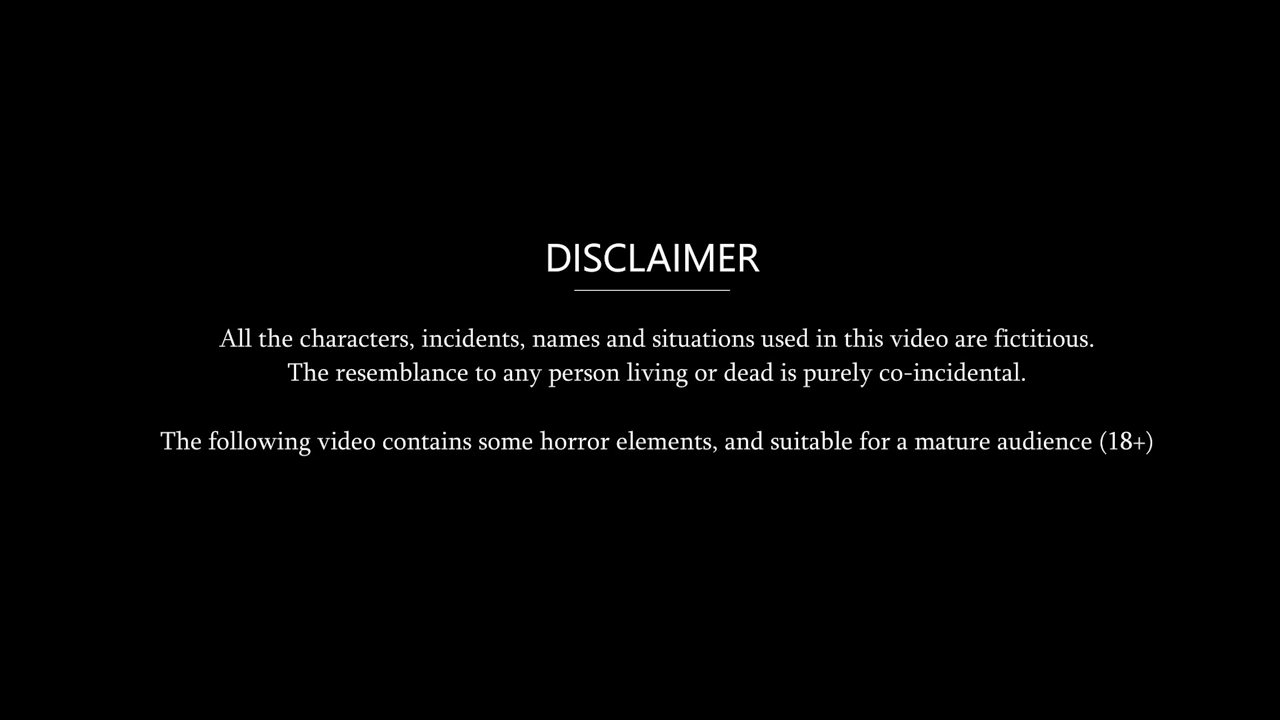 DISCLAIMER
All the characters, incidents, names and situations used in this video are fictitious.
The resemblance to any person living or dead is purely co-incidental.
The following video contains some horror elements, and suitable for a mature audience (18+)